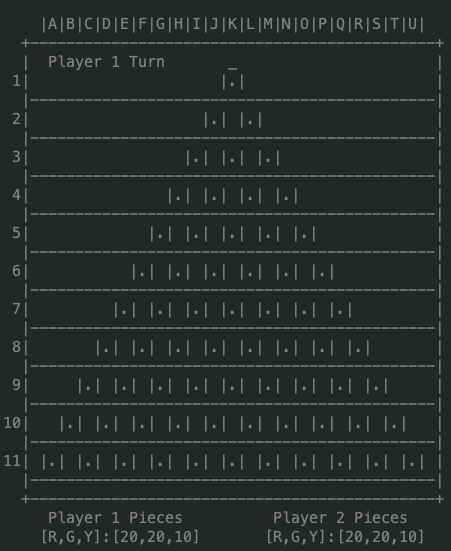 |A|B|C|D|E|F|G|H|I|J|K|L|M|N|O|P|Q|R|S|T|U|
  +---------------------------------------------+
  |  Player 1 Turn       _                      |
 1|                     |.|                     |
  |---------------------------------------------|
 2|                   |.| |.|                   |
  |---------------------------------------------|
 3|                 |.| |.| |.|                 |
  |---------------------------------------------|
 4|               |.| |.| |.| |.|               |
  |---------------------------------------------|
 5|             |.| |.| |.| |.| |.|             |
  |---------------------------------------------|
 6|           |.| |.| |.| |.| |.| |.|           |
  |---------------------------------------------|
 7|         |.| |.| |.| |.| |.| |.| |.|         |
  |---------------------------------------------|
 8|       |.| |.| |.| |.| |.| |.| |.| |.|       |
  |---------------------------------------------|
 9|     |.| |.| |.| |.| |.| |.| |.| |.| |.|     |
  |---------------------------------------------|
10|   |.| |.| |.| |.| |.| |.| |.| |.| |.| |.|   |
  |---------------------------------------------|
11| |.| |.| |.| |.| |.| |.| |.| |.| |.| |.| |.| |
  |---------------------------------------------|
  +---------------------------------------------+
     Player 1 Pieces          Player 2 Pieces
    [R,G,Y]:[20,20,10]       [R,G,Y]:[20,20,10]